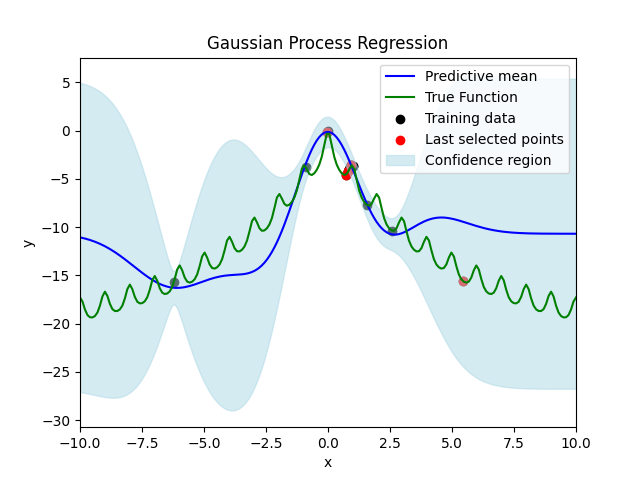 Gaussian Process Regression
Predictive mean
True Function
Training data
Last selected points
Confidence region
y
5
0
−5
−10
−15
−20
−25
−30
−10.0
−7.5
−5.0
−2.5
0.0
2.5
5.0
7.5
10.0
x